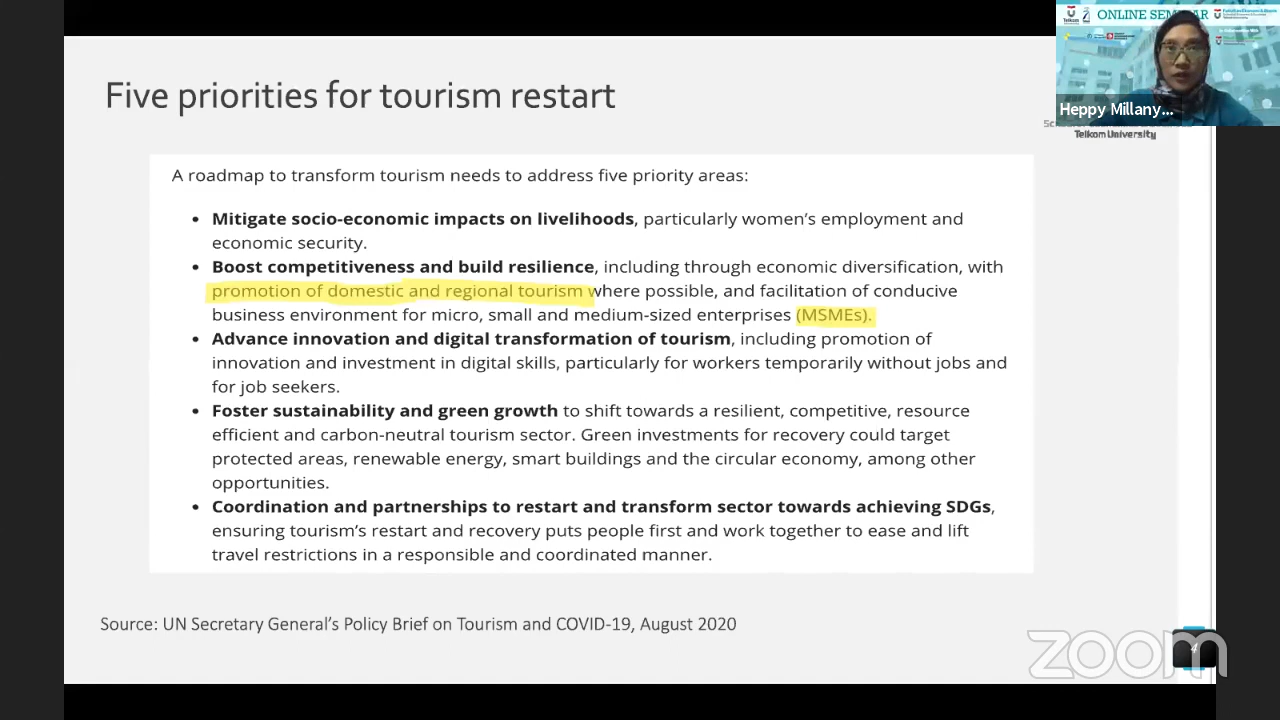 Telkom
ONLINE SEMINAR
Heppy Millany...
Telkom University
Five priorities for tourism restart
A roadmap to transform tourism needs to address five priority areas:
• Mitigate socio-economic impacts on livelihoods, particularly women’s employment and
economic security.
• Boost competitiveness and build resilience, including through economic diversification, with
promotion of domestic and regional tourism where possible, and facilitation of conducive
business environment for micro, small and medium-sized enterprises (MSMEs).
• Advance innovation and digital transformation of tourism, including promotion of
innovation and investment in digital skills, particularly for workers temporarily without jobs and
for job seekers.
• Foster sustainability and green growth to shift towards a resilient, competitive, resource
efficient and carbon-neutral tourism sector. Green investments for recovery could target
protected areas, renewable energy, smart buildings and the circular economy, among other
opportunities.
• Coordination and partnerships to restart and transform sector towards achieving SDGs,
ensuring tourism’s restart and recovery puts people first and work together to ease and lift
travel restrictions in a responsible and coordinated manner.
Source: UN Secretary General’s Policy Brief on Tourism and COVID-19, August 2020
zoom
4